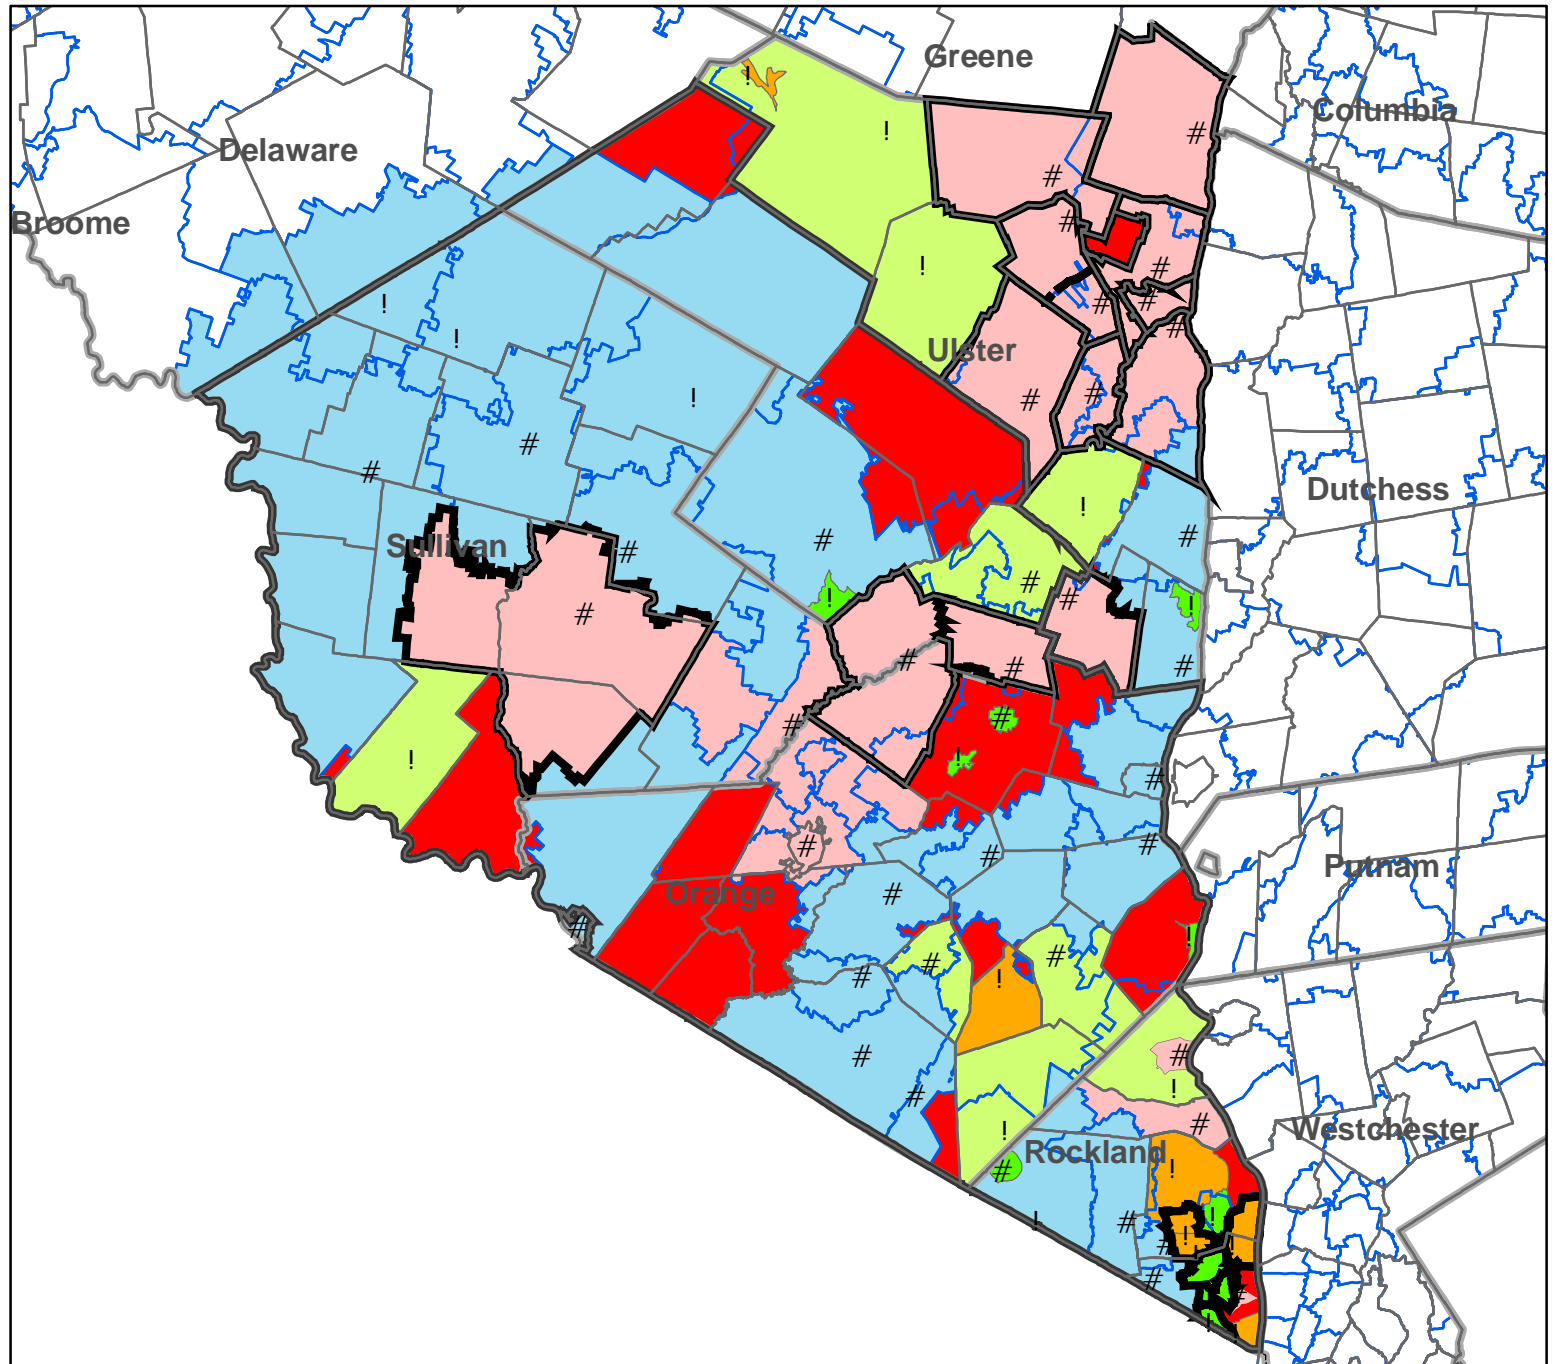 Greene
Columbia
Delaware
Broome
Ulster
Dutchess
Sullivan
Putnam
Orange
Westchester
Rockland